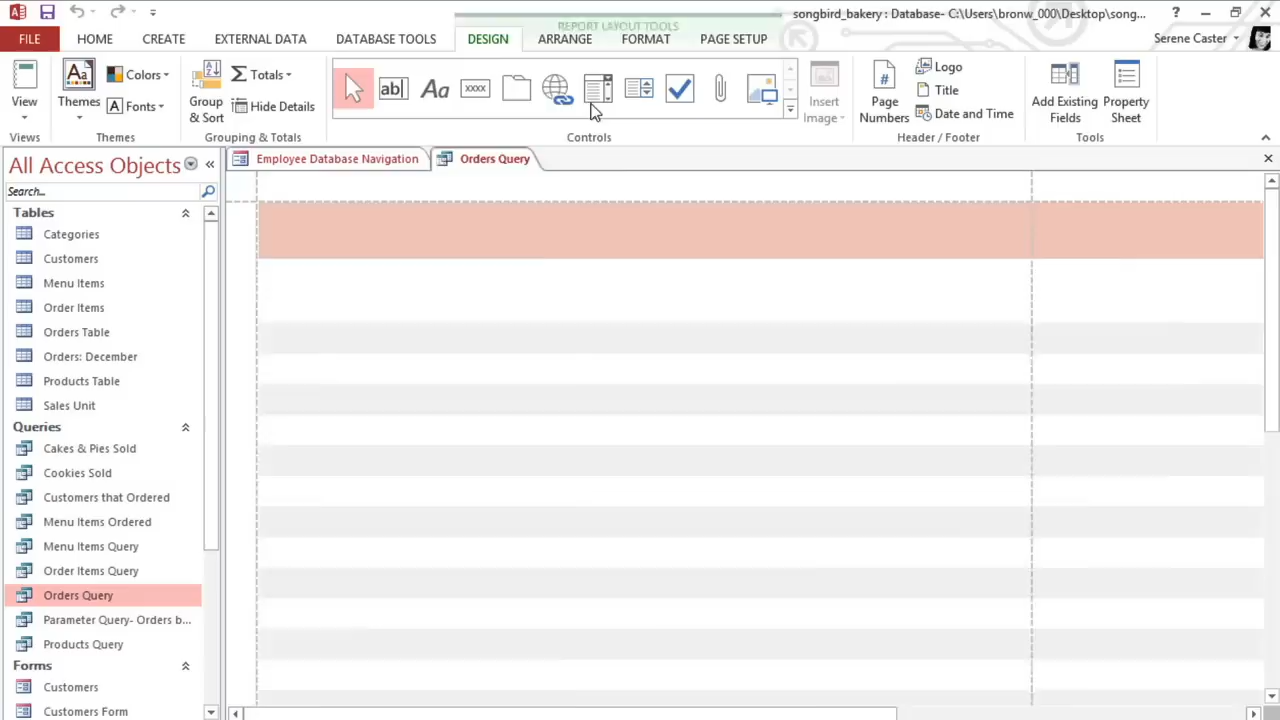 REPORT LAYOUT TOOLS
songbird_bakery : Database- C:\Users\bronw_000\Desktop\song...
?
FILE
HOME
CREATE
EXTERNAL DATA
DATABASE TOOLS
DESIGN
ARRANGE
FORMAT
PAGE SETUP
Serene Caster
View
Aa
Themes
Colors
A Fonts
Group
& Sort
Σ Totals
Hide Details
ab|
Aa
XXXX
Insert
Image
#
Page
Numbers
Logo
Title
Date and Time
Add Existing
Fields
Property
Sheet
Views
Themes
Grouping & Totals
Controls
Header / Footer
Tools
All Access Objects
Employee Database Navigation
Orders Query
Search...
Tables
Categories
Customers
Menu Items
Order Items
Orders Table
Orders: December
Products Table
Sales Unit
Queries
Cakes & Pies Sold
Cookies Sold
Customers that Ordered
Menu Items Ordered
Menu Items Query
Order Items Query
Orders Query
Parameter Query- Orders b...
Products Query
Forms
Customers
Customers Form